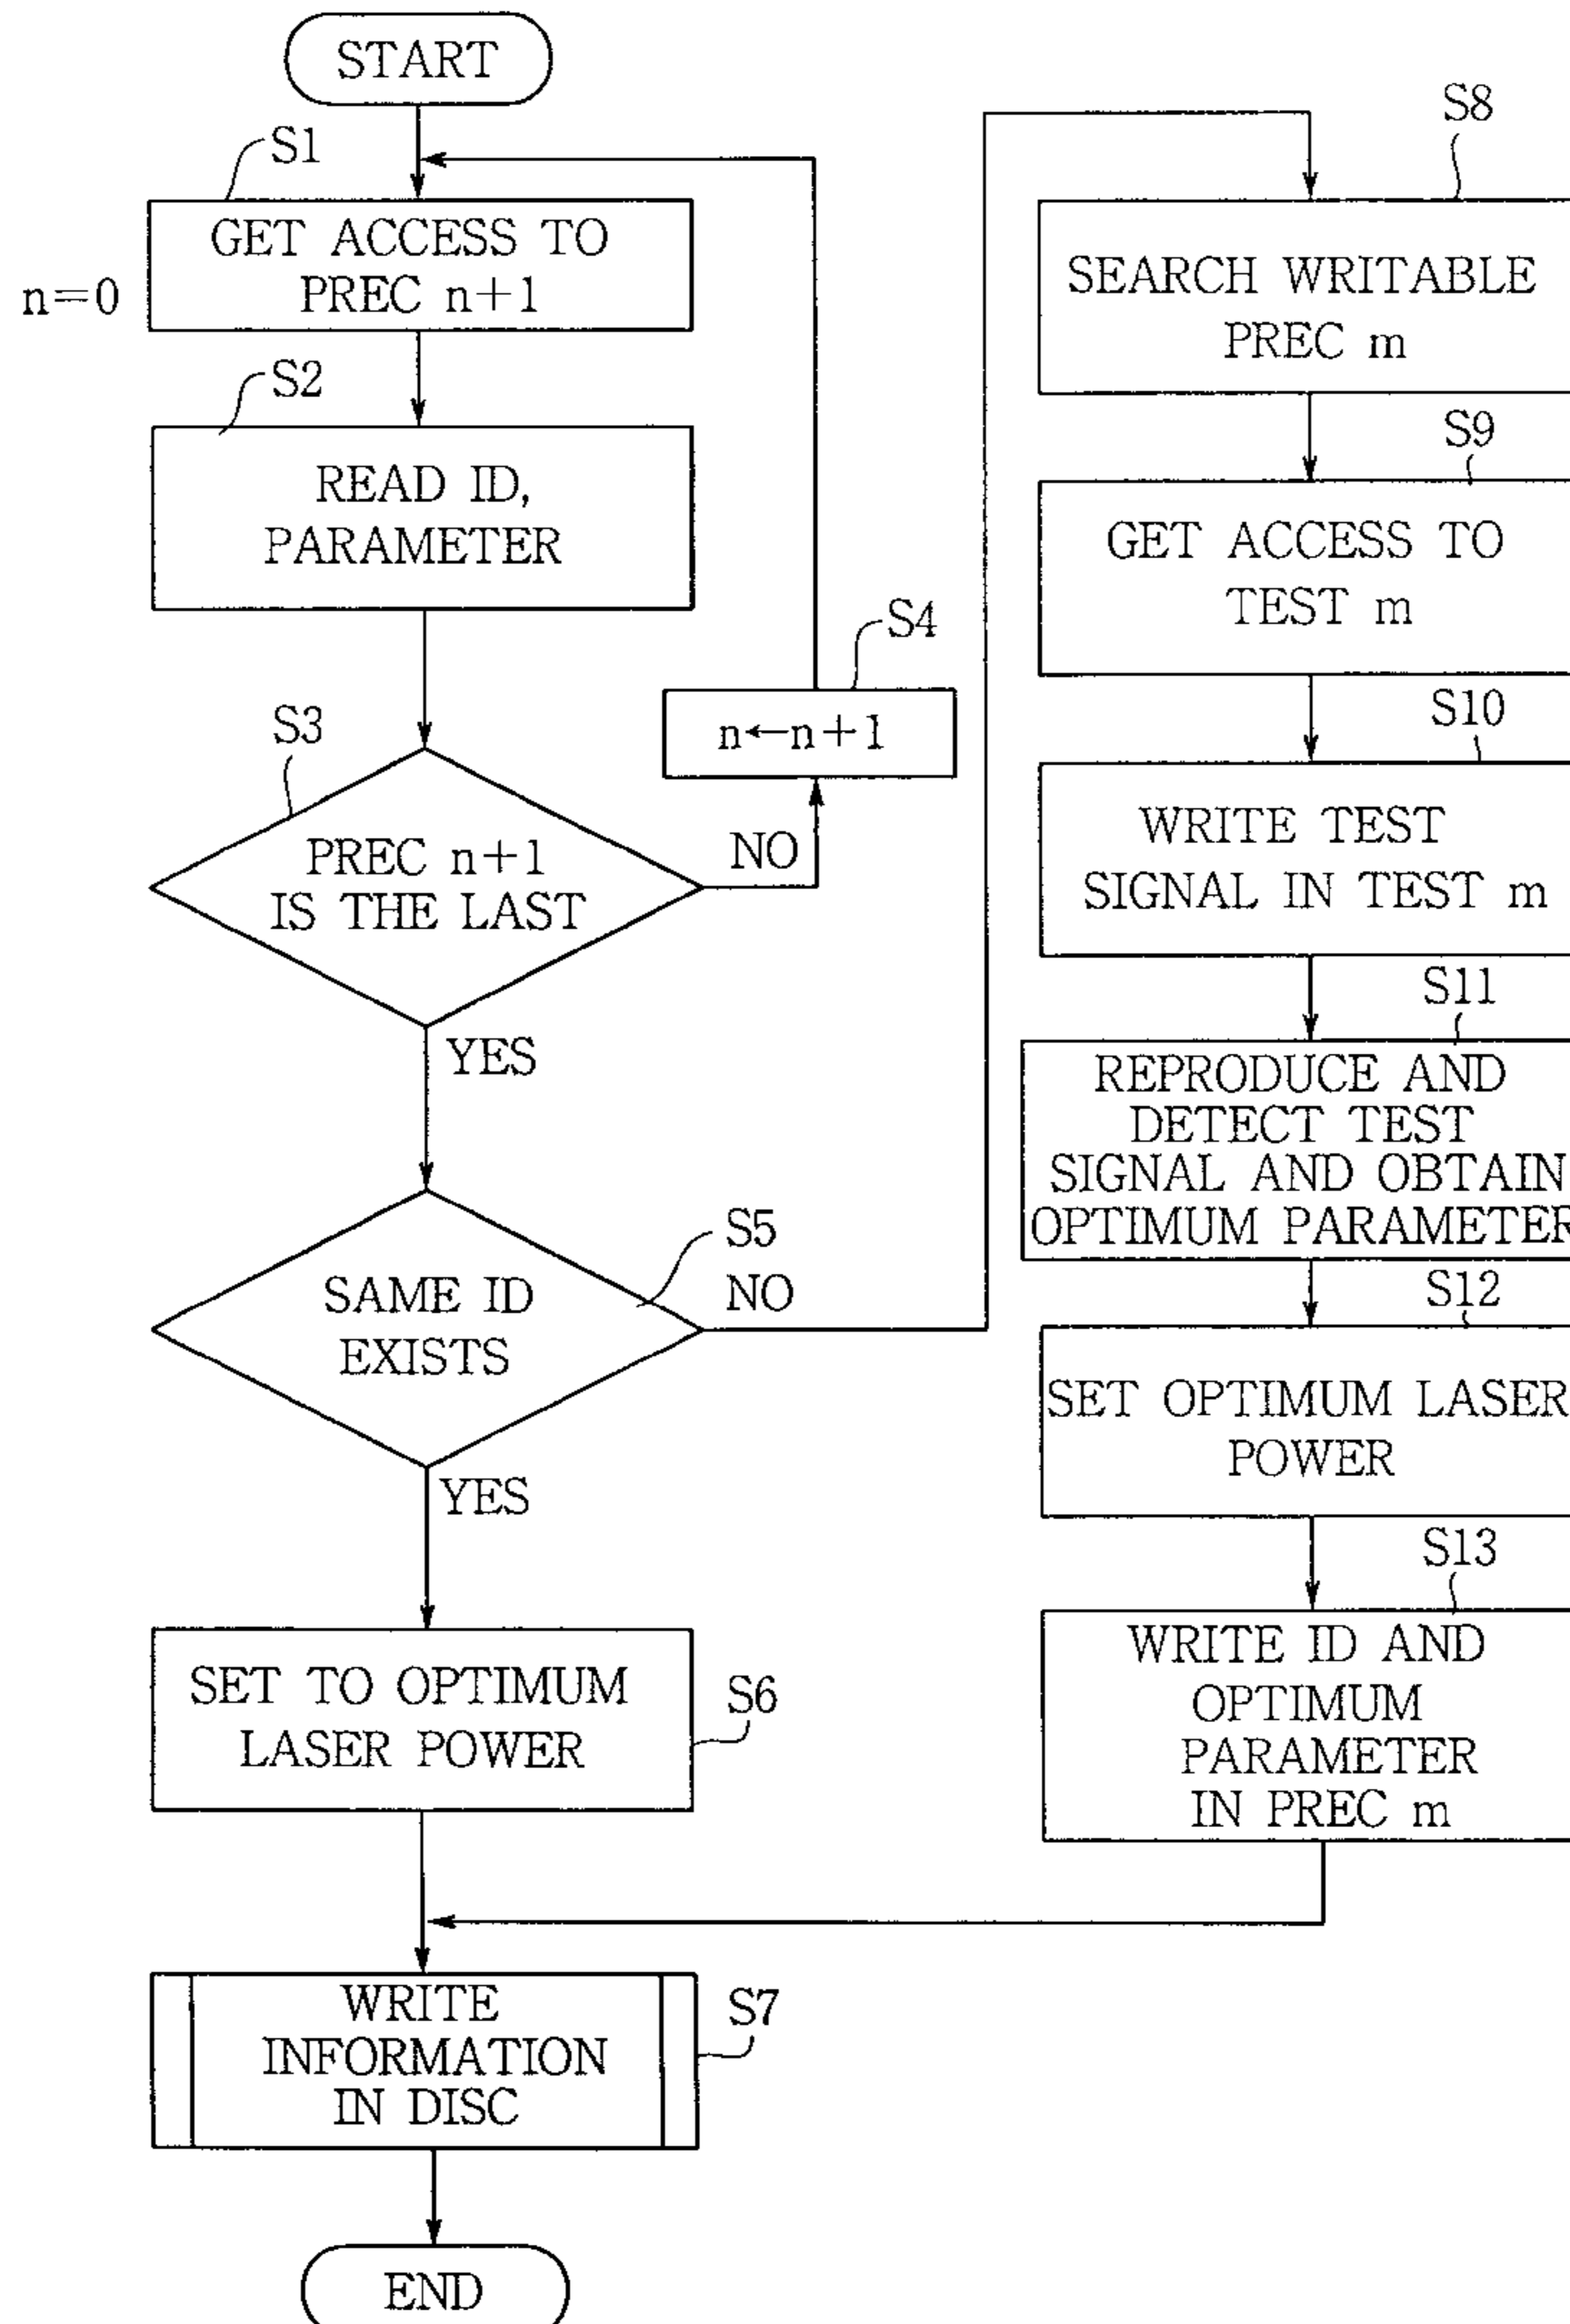 START
S1
GET ACCESS TO
PREC n+1
n=0
S2
READ ID,
PARAMETER
S4
n←n+1
S3
PREC n+1
IS THE LAST
NO
YES
S5
SAME ID
EXISTS
NO
YES
SET TO OPTIMUM
LASER POWER
S6
WRITE
INFORMATION
IN DISC
S7
END
S8
SEARCH WRITABLE
PREC m
S9
GET ACCESS TO
TEST m
S10
WRITE TEST
SIGNAL IN TEST m
S11
REPRODUCE AND
DETECT TEST
SIGNAL AND OBTAIN
OPTIMUM PARAMETER
S12
SET OPTIMUM LASER
POWER
S13
WRITE ID AND
OPTIMUM
PARAMETER
IN PREC m